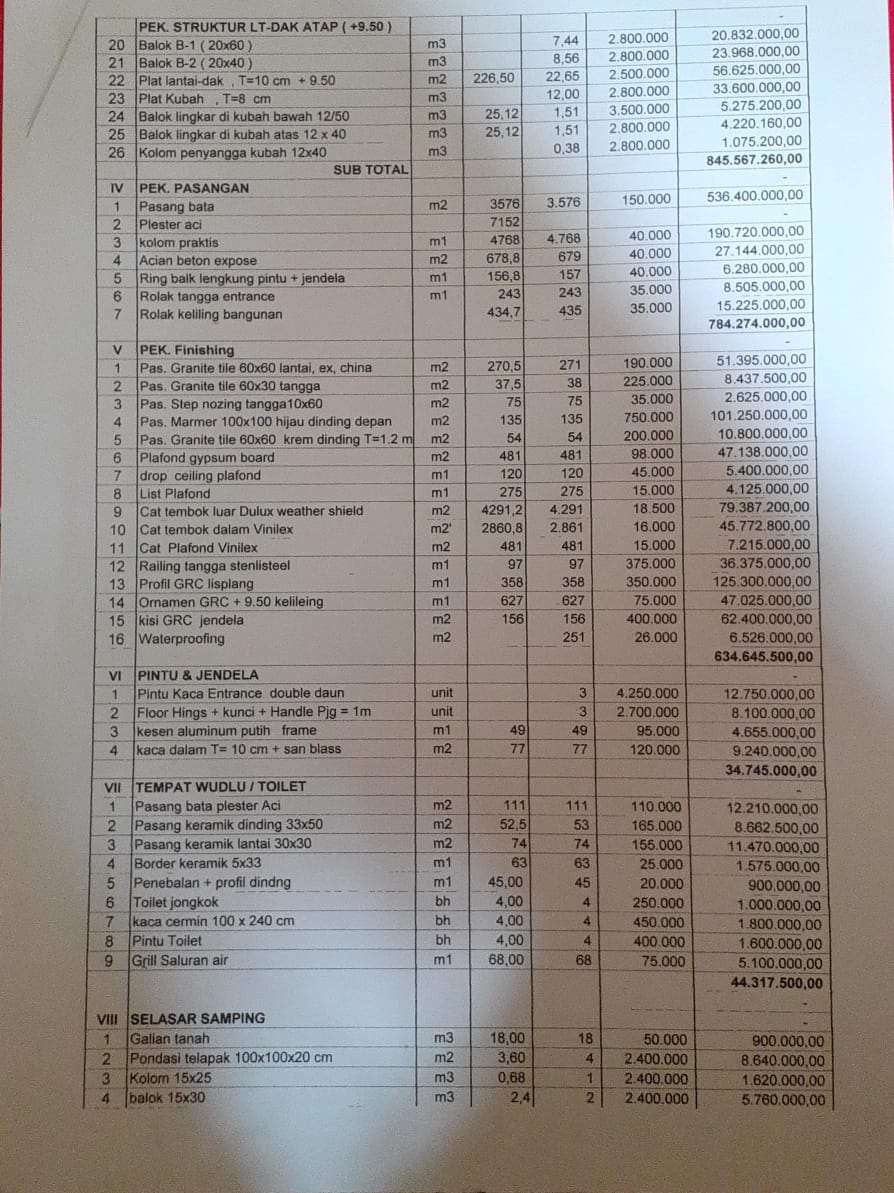 PEK. STRUKTUR LT-DAK ATAP ( +9.50 ) -
20 Balok B-1 ( 20x60 ) m3 7,44 2.800.000 20.832.000,00
21 Balok B-2 ( 20x40 ) m3 8,56 2.800.000 23.968.000,00
22 Plat lantai-dak , T=10 cm + 9.50 m2 226,50 22,65 2.500.000 56.625.000,00
23 Plat Kubah , T=8 cm m3 12,00 2.800.000 33.600.000,00
24 Balok lingkar di kubah bawah 12/50 m3 25,12 1,51 3.500.000 5.275.200,00
25 Balok lingkar di kubah atas 12 x 40 m3 25,12 1,51 2.800.000 4.220.160,00
26 Kolom penyangga kubah 12x40 m3 0,38 2.800.000 1.075.200,00
SUB TOTAL 845.567.260,00
IV PEK. PASANGAN -
1 Pasang bata m2 3576 3.576 150.000 536.400.000,00
2 Plester aci 7152 -
3 kolom praktis m1 4768 4.768 40.000 190.720.000,00
4 Acian beton expose m2 678,8 679 40.000 27.144.000,00
5 Ring balk lengkung pintu + jendela m1 156,8 157 40.000 6.280.000,00
6 Rolak tangga entrance m1 243 243 35.000 8.505.000,00
7 Rolak keliling bangunan 434,7 435 35.000 15.225.000,00
784.274.000,00
V PEK. Finishing -
1 Pas. Granite tile 60x60 lantai, ex, china m2 270,5 271 190.000 51.395.000,00
2 Pas. Granite tile 60x30 tangga m2 37,5 38 225.000 8.437.500,00
3 Pas. Step nozing tangga10x60 m2 75 75 35.000 2.625.000,00
4 Pas. Marmer 100x100 hijau dinding depan m2 135 135 750.000 101.250.000,00
5 Pas. Granite tile 60x60 krem dinding T=1.2 m m2 54 54 200.000 10.800.000,00
6 Plafond gypsum board m2 481 481 98.000 47.138.000,00
7 drop ceiling plafond m1 120 120 45.000 5.400.000,00
8 List Plafond m1 275 275 15.000 4.125.000,00
9 Cat tembok luar Dulux weather shield m2 4291,2 4.291 18.500 79.387.200,00
10 Cat tembok dalam Vinilex m2' 2860,8 2.861 16.000 45.772.800,00
11 Cat Plafond Vinilex m2 481 481 15.000 7.215.000,00
12 Railing tangga stenlisteel m1 97 97 375.000 36.375.000,00
13 Profil GRC lisplang m1 358 358 350.000 125.300.000,00
14 Ornamen GRC + 9.50 kelileing m1 627 627 75.000 47.025.000,00
15 kisi GRC jendela m2 156 156 400.000 62.400.000,00
16 Waterproofing m2 251 26.000 6.526.000,00
634.645.500,00
VI PINTU & JENDELA -
1 Pintu Kaca Entrance double daun unit 3 4.250.000 12.750.000,00
2 Floor Hings + kunci + Handle Pjg = 1m unit 3 2.700.000 8.100.000,00
3 kesen aluminum putih frame m1 49 49 95.000 4.655.000,00
4 kaca dalam T= 10 cm + san blass m2 77 77 120.000 9.240.000,00
34.745.000,00
VII TEMPAT WUDLU / TOILET -
1 Pasang bata plester Aci m2 111 111 110.000 12.210.000,00
2 Pasang keramik dinding 33x50 m2 52,5 53 165.000 8.662.500,00
3 Pasang keramik lantai 30x30 m2 74 74 155.000 11.470.000,00
4 Border keramik 5x33 m1 63 63 25.000 1.575.000,00
5 Penebalan + profil dindng m1 45,00 45 20.000 900.000,00
6 Toilet jongkok bh 4,00 4 250.000 1.000.000,00
7 kaca cermin 100 x 240 cm bh 4,00 4 450.000 1.800.000,00
8 Pintu Toilet bh 4,00 4 400.000 1.600.000,00
9 Grill Saluran air m1 68,00 68 75.000 5.100.000,00
44.317.500,00
-
VIII SELASAR SAMPING -
1 Galian tanah m3 18,00 18 50.000 900.000,00
2 Pondasi telapak 100x100x20 cm m2 3,60 4 2.400.000 8.640.000,00
3 Kolom 15x25 m3 0,68 1 2.400.000 1.620.000,00
4 balok 15x30 m3 2,4 2 2.400.000 5.760.000,00